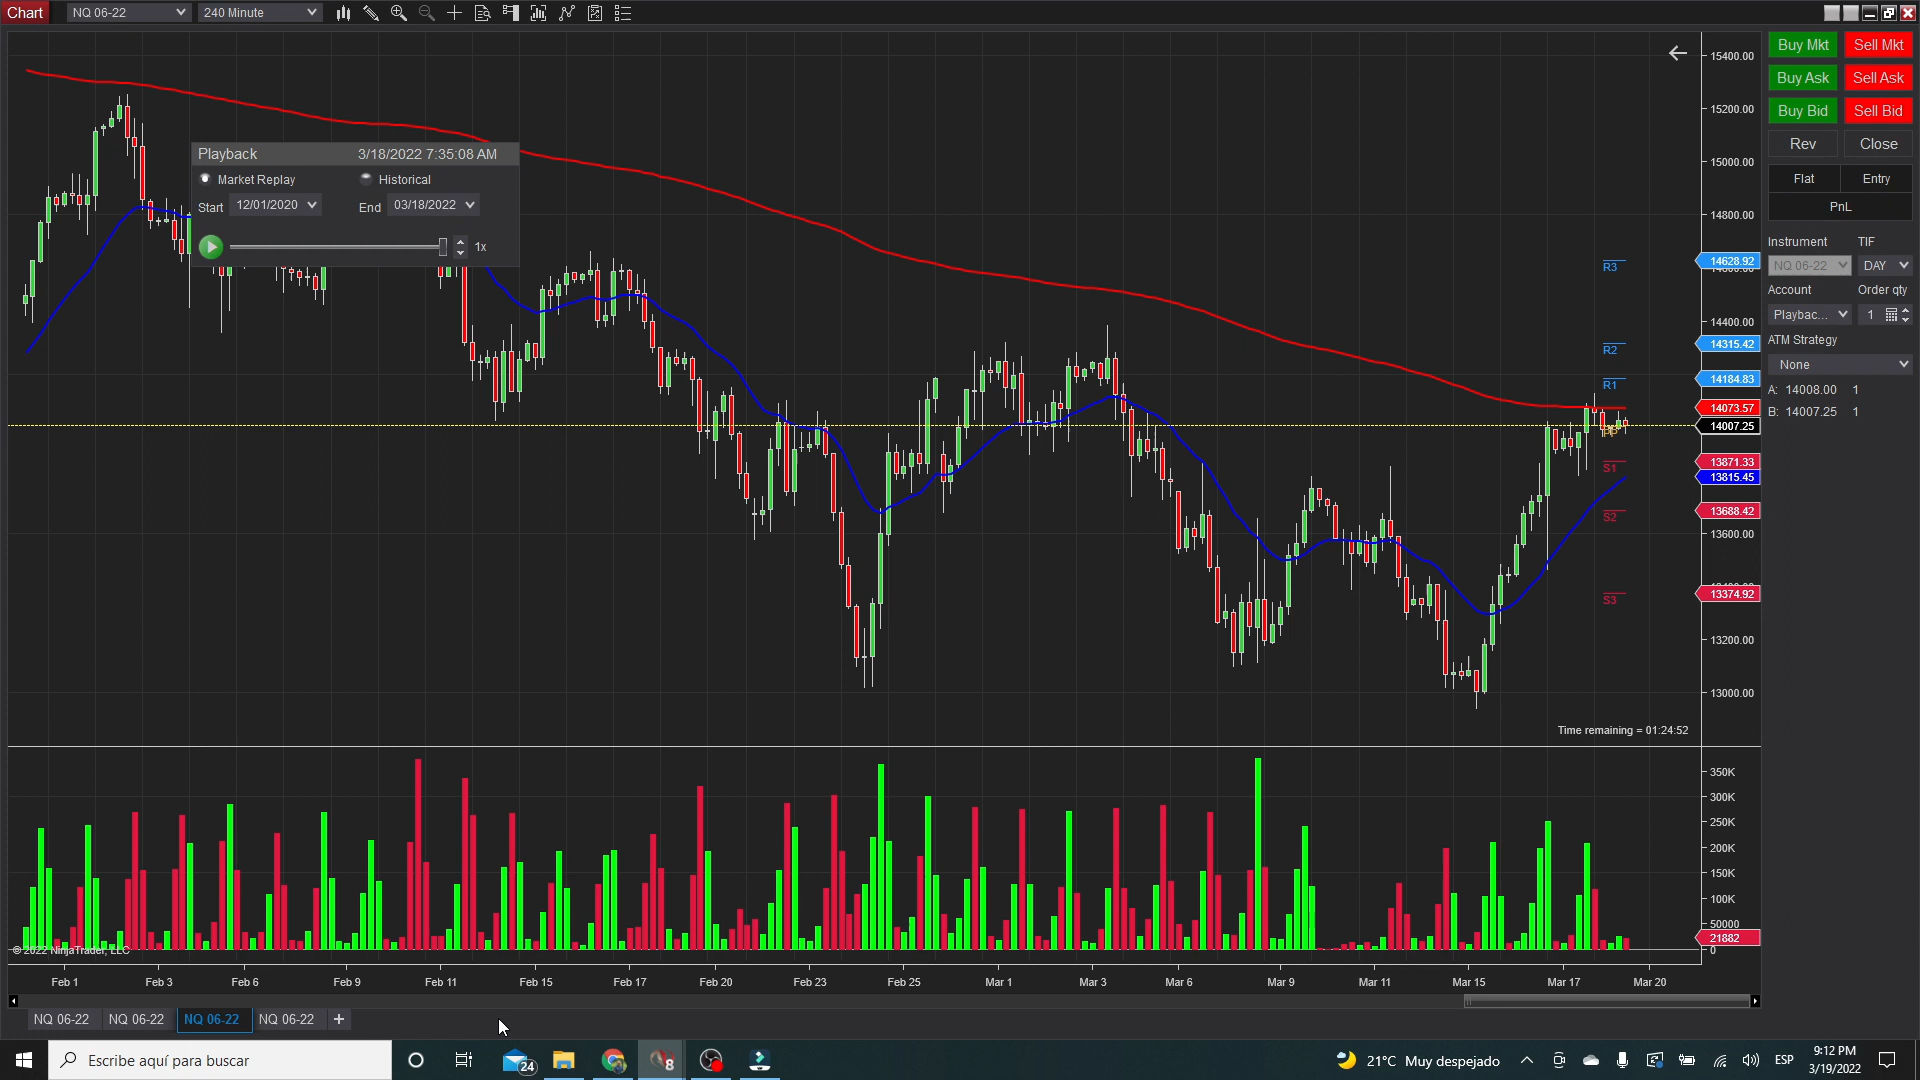 Chart NQ 06-22 240 Minute
Buy Mkt Sell Mkt
Buy Ask Sell Ask
Buy Bid Sell Bid
Rev Close
Flat Entry
PnL
Instrument TIF
NQ 06-22 DAY
Account Order qty
Playbac... 1
ATM Strategy
None
A: 14008.00 1
B: 14007.25 1
Playback 3/18/2022 7:35:08 AM
Market Replay Historical
Start 12/01/2020 End 03/18/2022
1x
15400.00
15200.00
15000.00
14800.00
R3 14628.92
14400.00
R2 14315.42
R1 14184.83
14073.57
14007.25
PP
S1 13871.33
13815.45
S2 13688.42
13600.00
S3 13374.92
13200.00
13000.00
Time remaining = 01:24:52
350K
300K
250K
200K
150K
100K
50000
21882
0
© 2022 NinjaTrader, LLC
Feb 1 Feb 3 Feb 6 Feb 9 Feb 11 Feb 15 Feb 17 Feb 20 Feb 23 Feb 25 Mar 1 Mar 3 Mar 6 Mar 9 Mar 11 Mar 15 Mar 17 Mar 20
NQ 06-22 NQ 06-22 NQ 06-22 NQ 06-22 +
Escribe aquí para buscar 24 8 21°C Muy despejado ESP 9:12 PM
3/19/2022